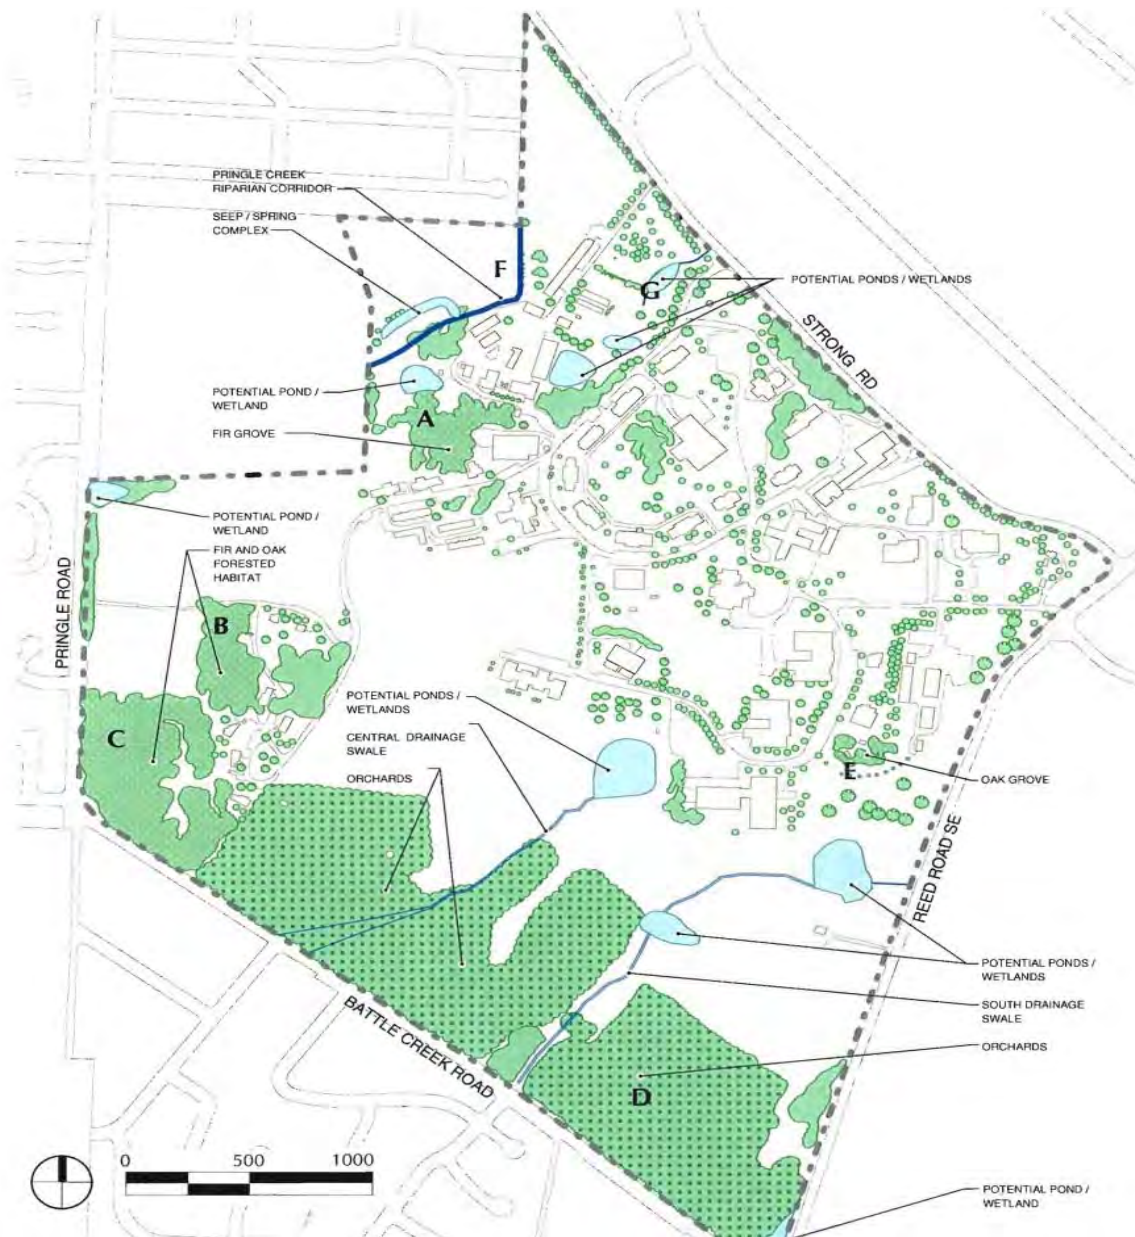 PRINGLE CREEK
RIPARIAN CORRIDOR
SEEP / SPRING
COMPLEX
F
G
POTENTIAL PONDS / WETLANDS
STRONG RD
POTENTIAL POND /
WETLAND
A
FIR GROVE
POTENTIAL POND /
WETLAND
FIR AND OAK
FORESTED
HABITAT
PRINGLE ROAD
B
C
POTENTIAL PONDS /
WETLANDS
CENTRAL DRAINAGE
SWALE
ORCHARDS
E
OAK GROVE
REED ROAD SE
POTENTIAL PONDS /
WETLANDS
SOUTH DRAINAGE
SWALE
ORCHARDS
BATTLE CREEK ROAD
D
0 500 1000
POTENTIAL POND /
WETLAND